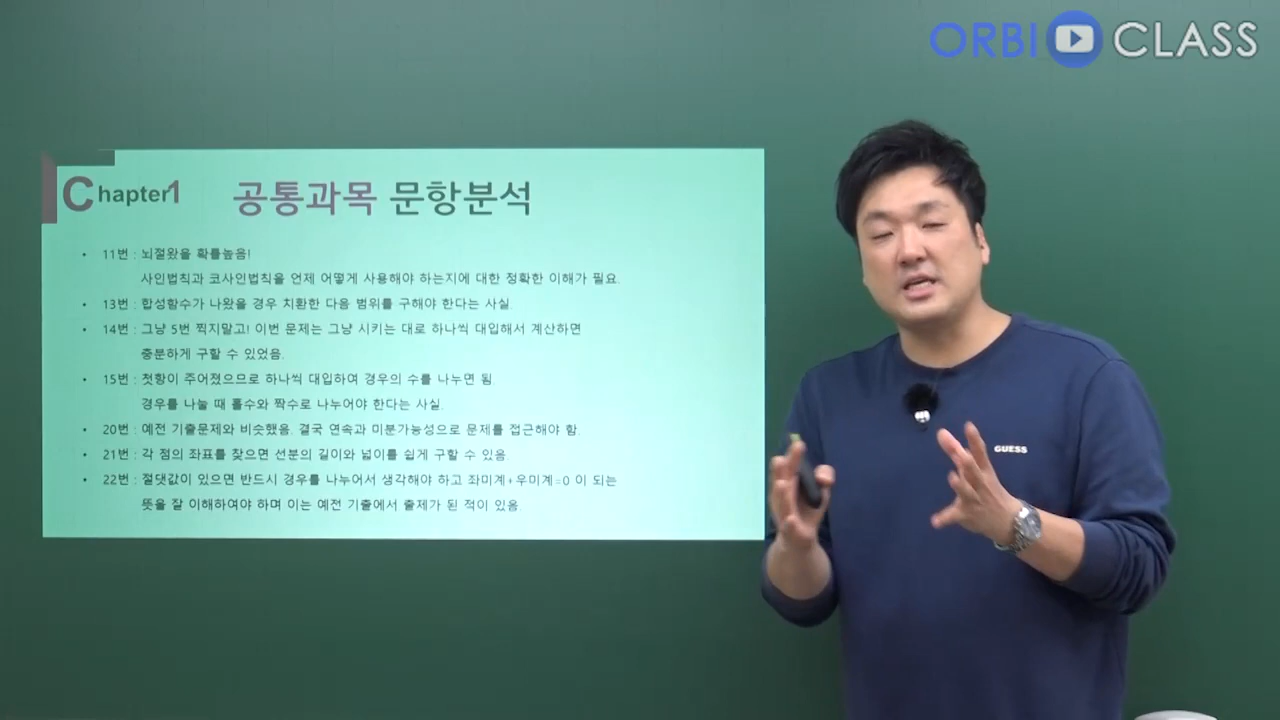 ORBI CLASS
Chapter1 공통과목 문항분석
• 11번 : 뇌절왔을 확률높음!
사인법칙과 코사인법칙을 언제 어떻게 사용해야 하는지에 대한 정확한 이해가 필요.
• 13번 : 합성함수가 나왔을 경우 치환한 다음 범위를 구해야 한다는 사실.
• 14번 : 그냥 5번 찍지말고! 이번 문제는 그냥 시키는 대로 하나씩 대입해서 계산하면
충분하게 구할 수 있었음.
• 15번 : 첫항이 주어졌으므로 하나씩 대입하여 경우의 수를 나누면 됨.
경우를 나눌 때 홀수와 짝수로 나누어야 한다는 사실.
• 20번 : 예전 기출문제와 비슷했음. 결국 연속과 미분가능성으로 문제를 접근해야 함.
• 21번 : 각 점의 좌표를 찾으면 선분의 길이와 넓이를 쉽게 구할 수 있음.
• 22번 : 절댓값이 있으면 반드시 경우를 나누어서 생각해야 하고 좌미계+우미계=0 이 되는
뜻을 잘 이해하여야 하며 이는 예전 기출에서 출제가 된 적이 있음.
GUESS